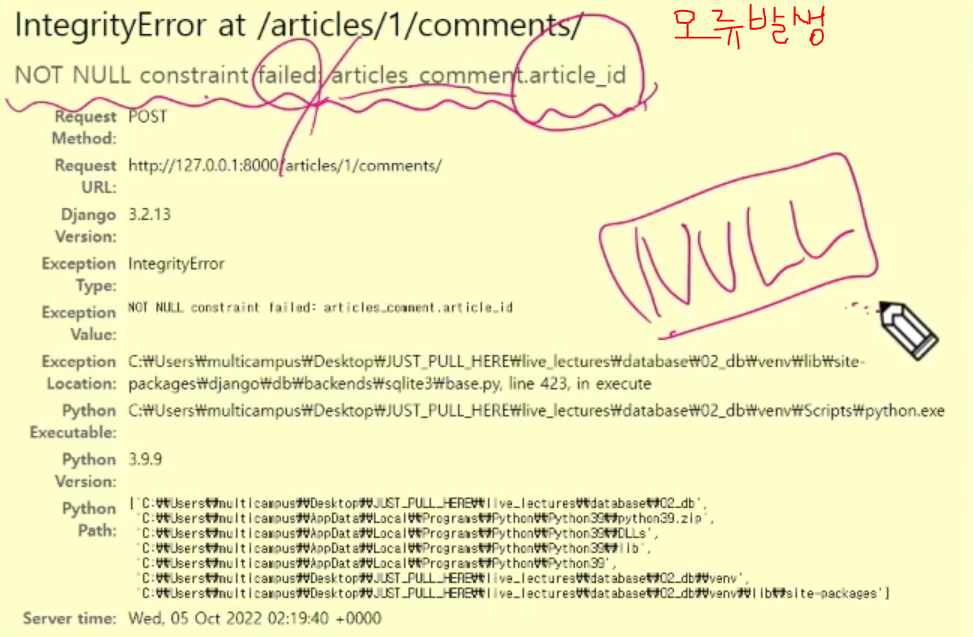 IntegrityError at /articles/1/comments/
오류발생
NOT NULL constraint failed: articles_comment.article_id
Request Method: POST
Request URL: http://127.0.0.1:8000/articles/1/comments/
Django Version: 3.2.13
NULL
Exception Type: IntegrityError
Exception Value: NOT NULL constraint failed: articles_comment.article_id
Exception Location: C:₩Users₩multicampus₩Desktop₩JUST_PULL_HERE₩live_lectures₩database₩02_db₩venv₩lib₩site-
packages₩django₩db₩backends₩sqlite3₩base.py, line 423, in execute
Python Executable: C:₩Users₩multicampus₩Desktop₩JUST_PULL_HERE₩live_lectures₩database₩02_db₩venv₩Scripts₩python.exe
Python Version: 3.9.9
Python Path: ['C:₩₩Users₩₩multicampus₩₩Desktop₩₩JUST_PULL_HERE₩₩live_lectures₩₩database₩₩02_db',
'C:₩₩Users₩₩multicampus₩₩AppData₩₩Local₩₩Programs₩₩Python₩₩Python39₩₩python39.zip',
'C:₩₩Users₩₩multicampus₩₩AppData₩₩Local₩₩Programs₩₩Python₩₩Python39₩₩DLLs',
'C:₩₩Users₩₩multicampus₩₩AppData₩₩Local₩₩Programs₩₩Python₩₩Python39₩₩lib',
'C:₩₩Users₩₩multicampus₩₩AppData₩₩Local₩₩Programs₩₩Python₩₩Python39',
'C:₩₩Users₩₩multicampus₩₩Desktop₩₩JUST_PULL_HERE₩₩live_lectures₩₩database₩₩02_db₩₩venv',
'C:₩₩Users₩₩multicampus₩₩Desktop₩₩JUST_PULL_HERE₩₩live_lectures₩₩database₩₩02_db₩₩venv₩₩lib₩₩site-packages']
Server time: Wed, 05 Oct 2022 02:19:40 +0000